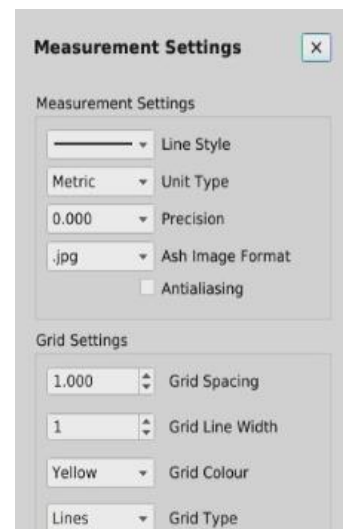 Measurement Settings
Measurement Settings
Line Style
Metric Unit Type
0.000 Precision
.jpg Ash Image Format
Antialiasing
Grid Settings
1.000 Grid Spacing
1 Grid Line Width
Yellow Grid Colour
Lines Grid Type